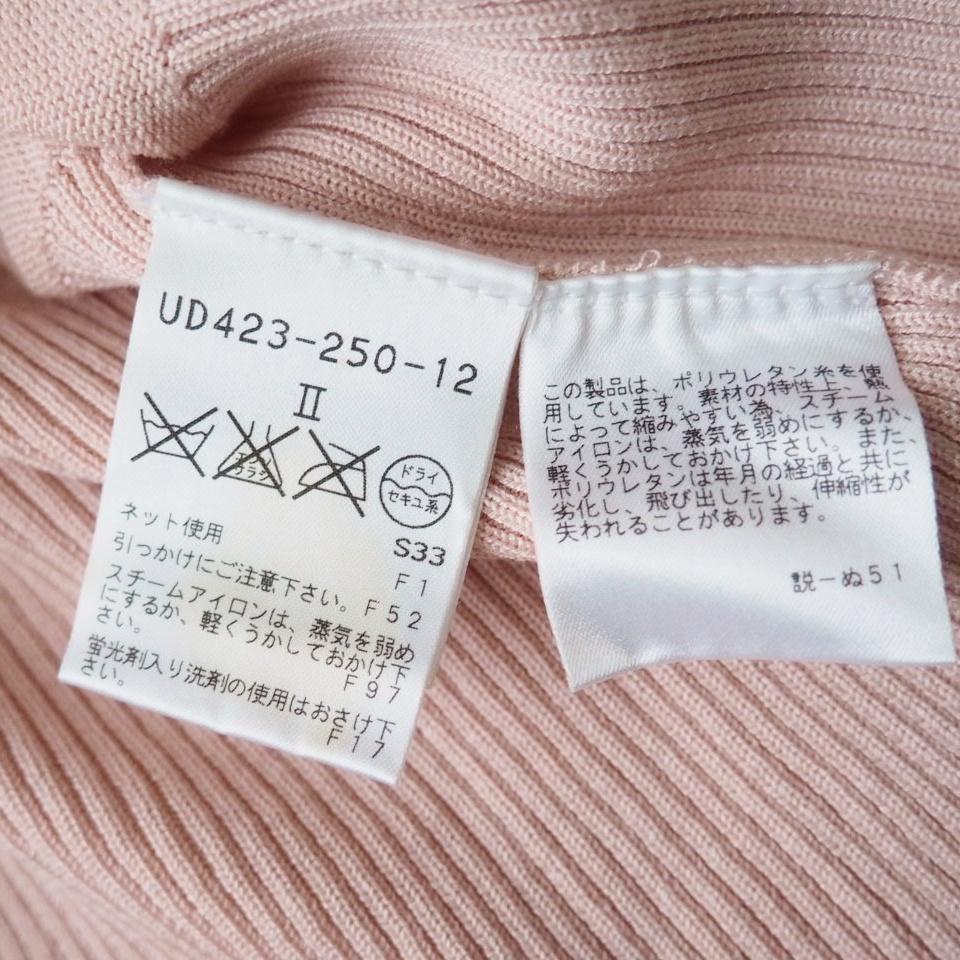 UD423-250-12
Ⅱ
エンソ
サラシ
ドライ
セキユ系
ネット使用
S33
F1
引つかけにご注意下さい。F52
スチームアイロンは、蒸気を弱め
にするか、軽くうかしておかけ下
さい。
F97
蛍光剤入り洗剤の使用はおさけ下
さい。
F17
この製品は、ポリウレタン糸を使
用しています。素材の特性上、熱
によって縮みやすい為、スチーム
アイロンは、蒸気を弱めにするか、
軽くうかしておかけ下さい。また、
ポリウレタンは年月の経過と共に
劣化し、飛び出したり、伸縮性が
失われることがあります。
説ーぬ51